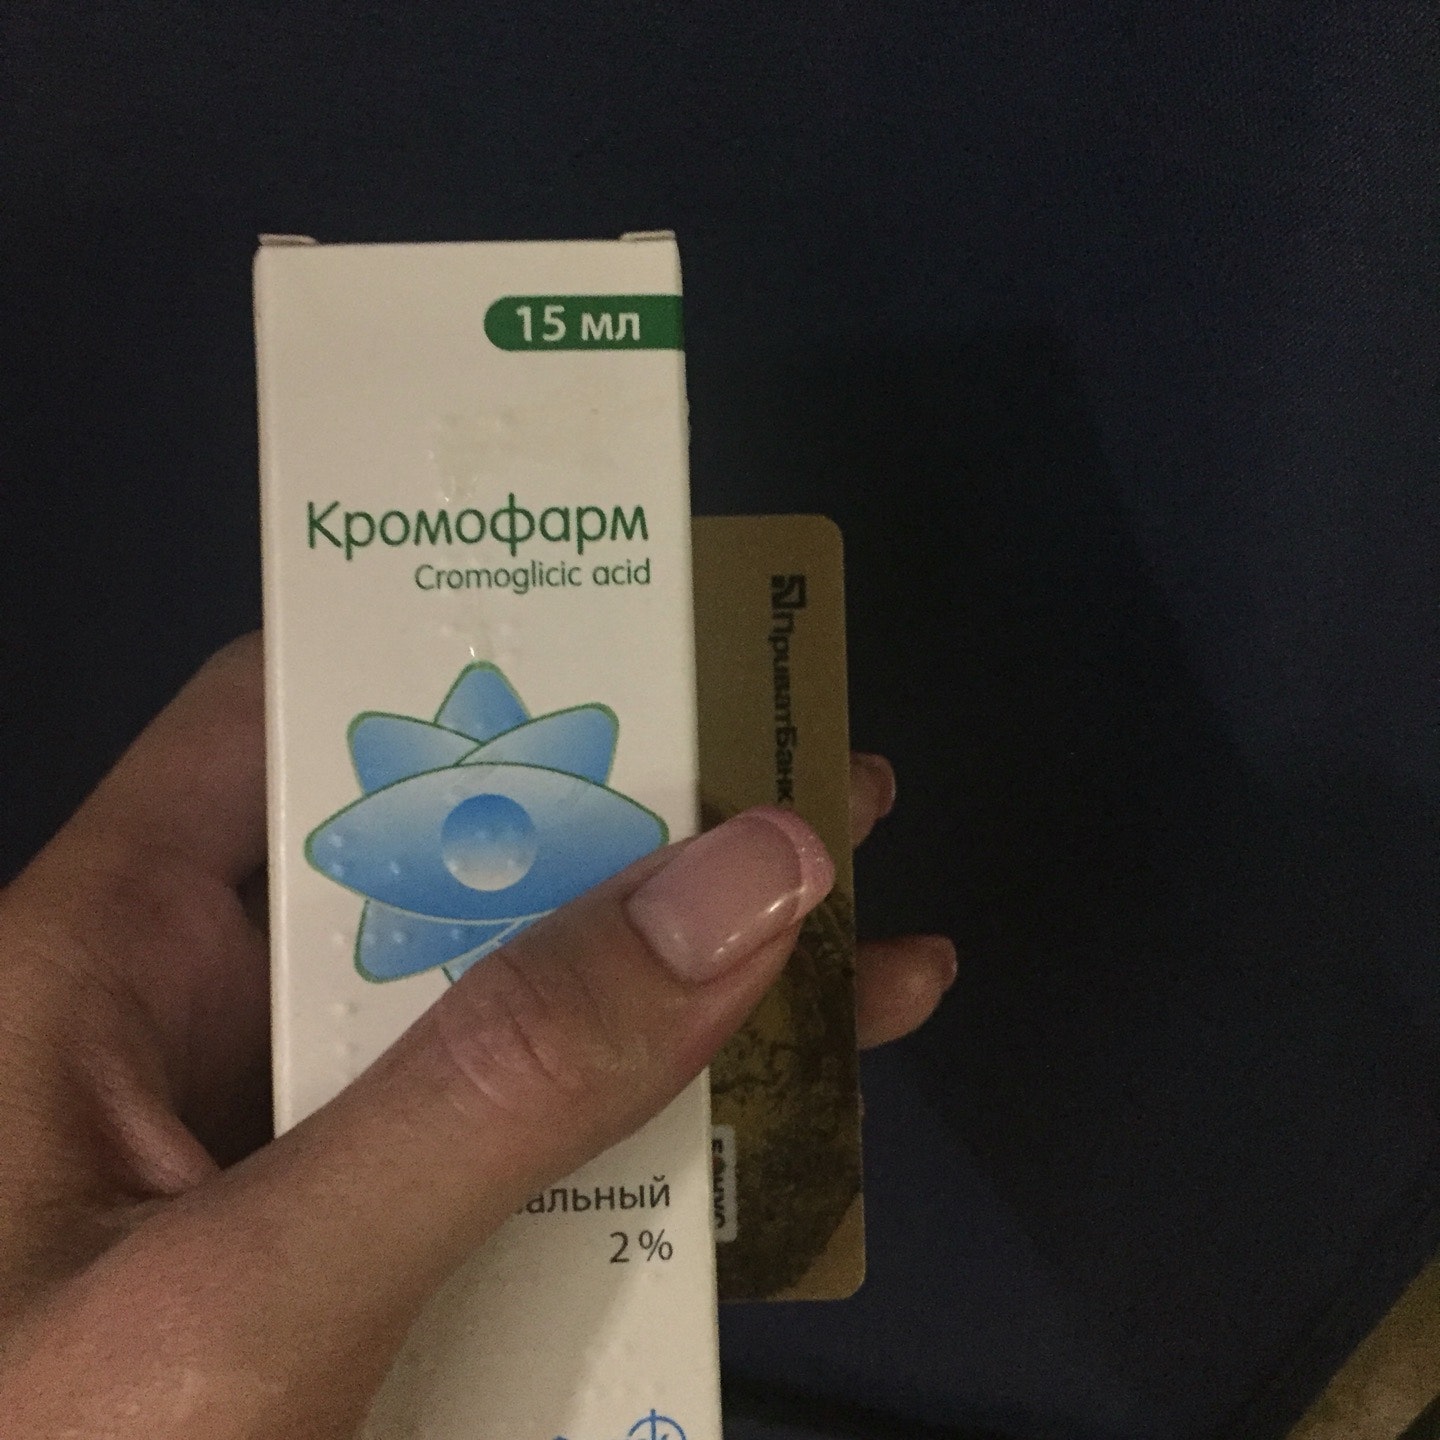 15 мл
Кромофарм
Cromoglicic acid
ПриватБанк
альный
2%